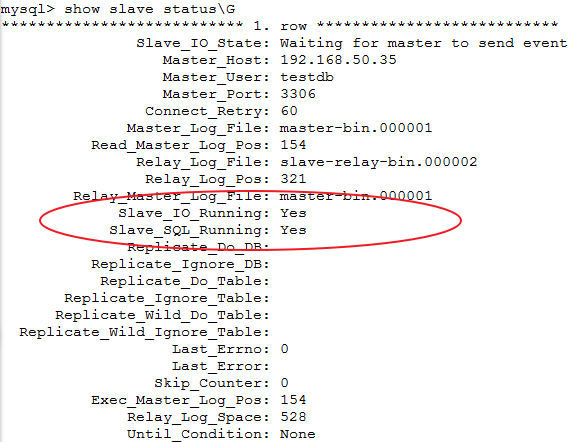 mysql> show slave status\G
*************************** 1. row ***************************
Slave_IO_State: Waiting for master to send event
Master_Host: 192.168.50.35
Master_User: testdb
Master_Port: 3306
Connect_Retry: 60
Master_Log_File: master-bin.000001
Read_Master_Log_Pos: 154
Relay_Log_File: slave-relay-bin.000002
Relay_Log_Pos: 321
Relay_Master_Log_File: master-bin.000001
Slave_IO_Running: Yes
Slave_SQL_Running: Yes
Replicate_Do_DB:
Replicate_Ignore_DB:
Replicate_Do_Table:
Replicate_Ignore_Table:
Replicate_Wild_Do_Table:
Replicate_Wild_Ignore_Table:
Last_Errno: 0
Last_Error:
Skip_Counter: 0
Exec_Master_Log_Pos: 154
Relay_Log_Space: 528
Until_Condition: None